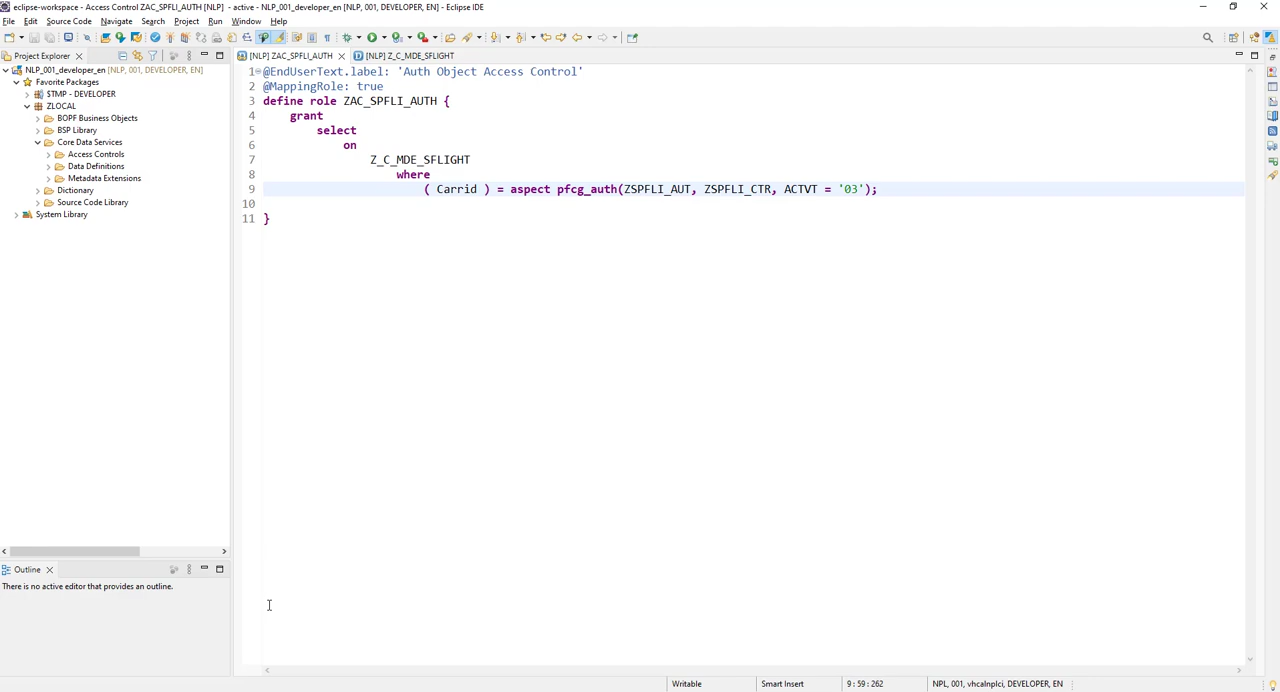 eclipse-workspace - Access Control ZAC_SPFLI_AUTH [NLP] - active - NLP_001_developer_en [NLP, 001, DEVELOPER, EN] - Eclipse IDE
File Edit Source Code Navigate Search Project Run Window Help
Project Explorer
[NLP] ZAC_SPFLI_AUTH
[NLP] Z_C_MDE_SFLIGHT
NLP_001_developer_en [NLP, 001, DEVELOPER, EN]
Favorite Packages
$TMP - DEVELOPER
ZLOCAL
BOPF Business Objects
BSP Library
Core Data Services
Access Controls
Data Definitions
Metadata Extensions
Dictionary
Source Code Library
System Library
1 @EndUserText.label: 'Auth Object Access Control'
2 @MappingRole: true
3 define role ZAC_SPFLI_AUTH {
4 grant
5 select
6 on
7 Z_C_MDE_SFLIGHT
8 where
9 ( Carrid ) = aspect pfcg_auth(ZSPFLI_AUT, ZSPFLI_CTR, ACTVT = '03');
10
11 }
Outline
There is no active editor that provides an outline.
Writable
Smart Insert
9 : 59 : 262
NPL, 001, vhcalnplci, DEVELOPER, EN